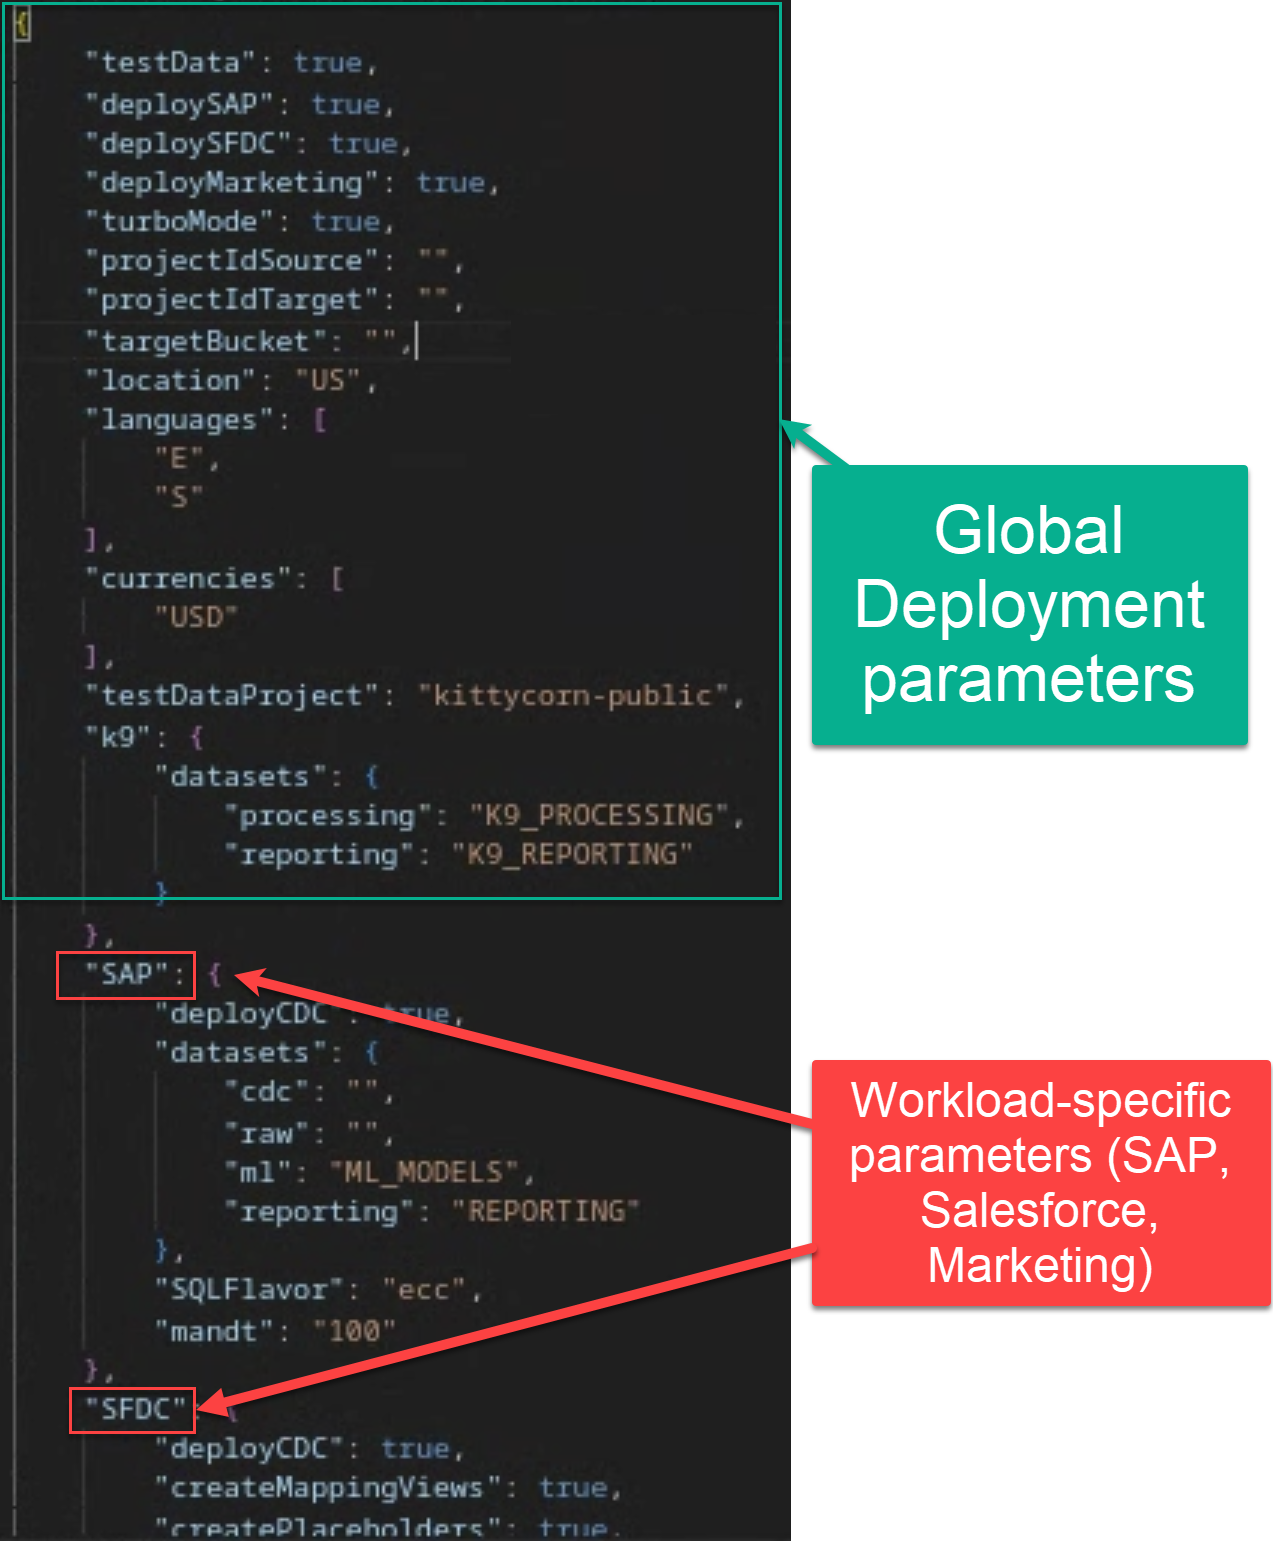 {
"testData": true,
"deploySAP": true,
"deploySFDC": true,
"deployMarketing": true,
"turboMode": true,
"projectIdSource": "",
"projectIdTarget": "",
"targetBucket": "",
"location": "US",
"languages": [
"E",
"S"
],
"currencies": [
"USD"
],
"testDataProject": "kittycorn-public",
"k9": {
"datasets": {
"processing": "K9_PROCESSING",
"reporting": "K9_REPORTING"
}
},
"SAP": {
"deployCDC": true,
"datasets": {
"cdc": "",
"raw": "",
"ml": "ML_MODELS",
"reporting": "REPORTING"
},
"SQLFlavor": "ecc",
"mandt": "100"
},
"SFDC": {
"deployCDC": true,
"createMappingViews": true,
"createPlaceholders": true,
Global
Deployment
parameters
Workload-specific
parameters (SAP,
Salesforce,
Marketing)